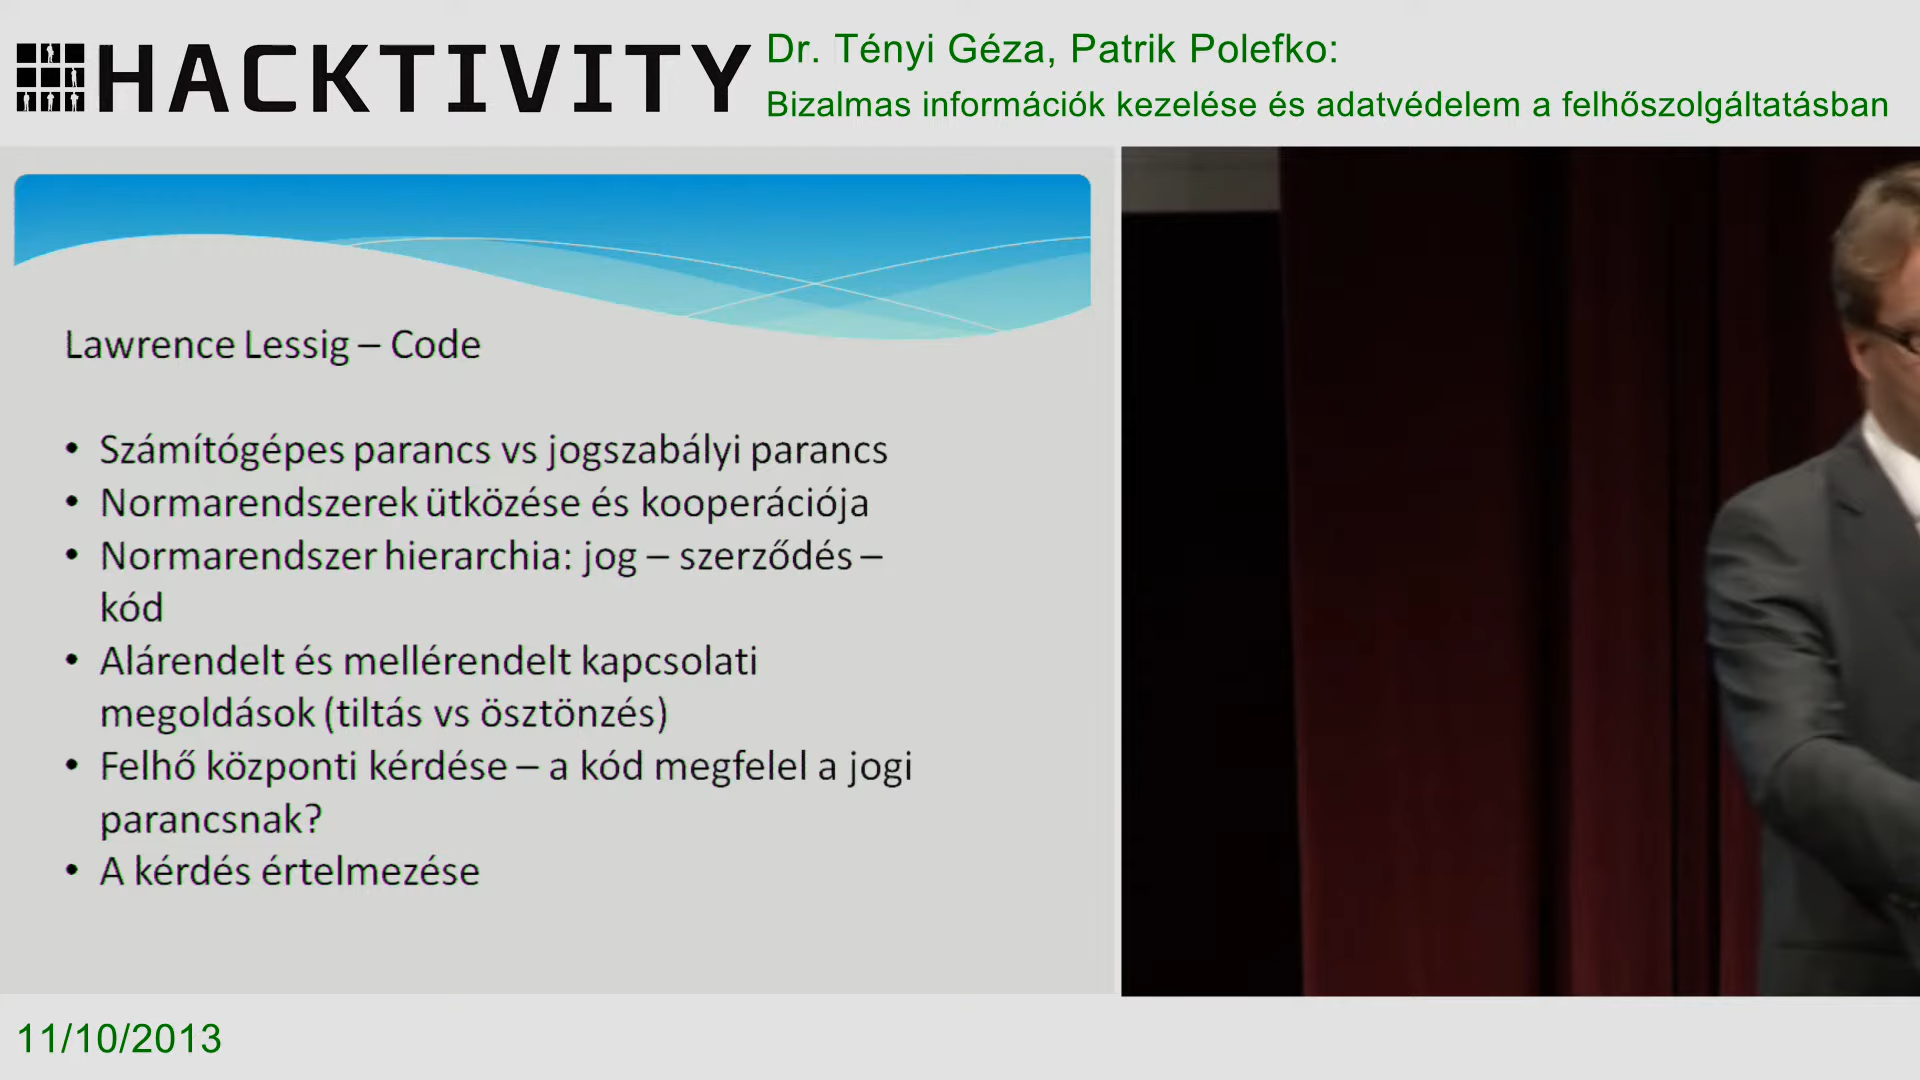 HACKTIVITY
Dr. Tényi Géza, Patrik Polefko:
Bizalmas információk kezelése és adatvédelem a felhőszolgáltatásban
Lawrence Lessig – Code
• Számítógépes parancs vs jogszabályi parancs
• Normarendszerek ütközése és kooperációja
• Normarendszer hierarchia: jog – szerződés –
kód
• Alárendelt és mellérendelt kapcsolati
megoldások (tiltás vs ösztönzés)
• Felhő központi kérdése – a kód megfelel a jogi
parancsnak?
• A kérdés értelmezése
11/10/2013